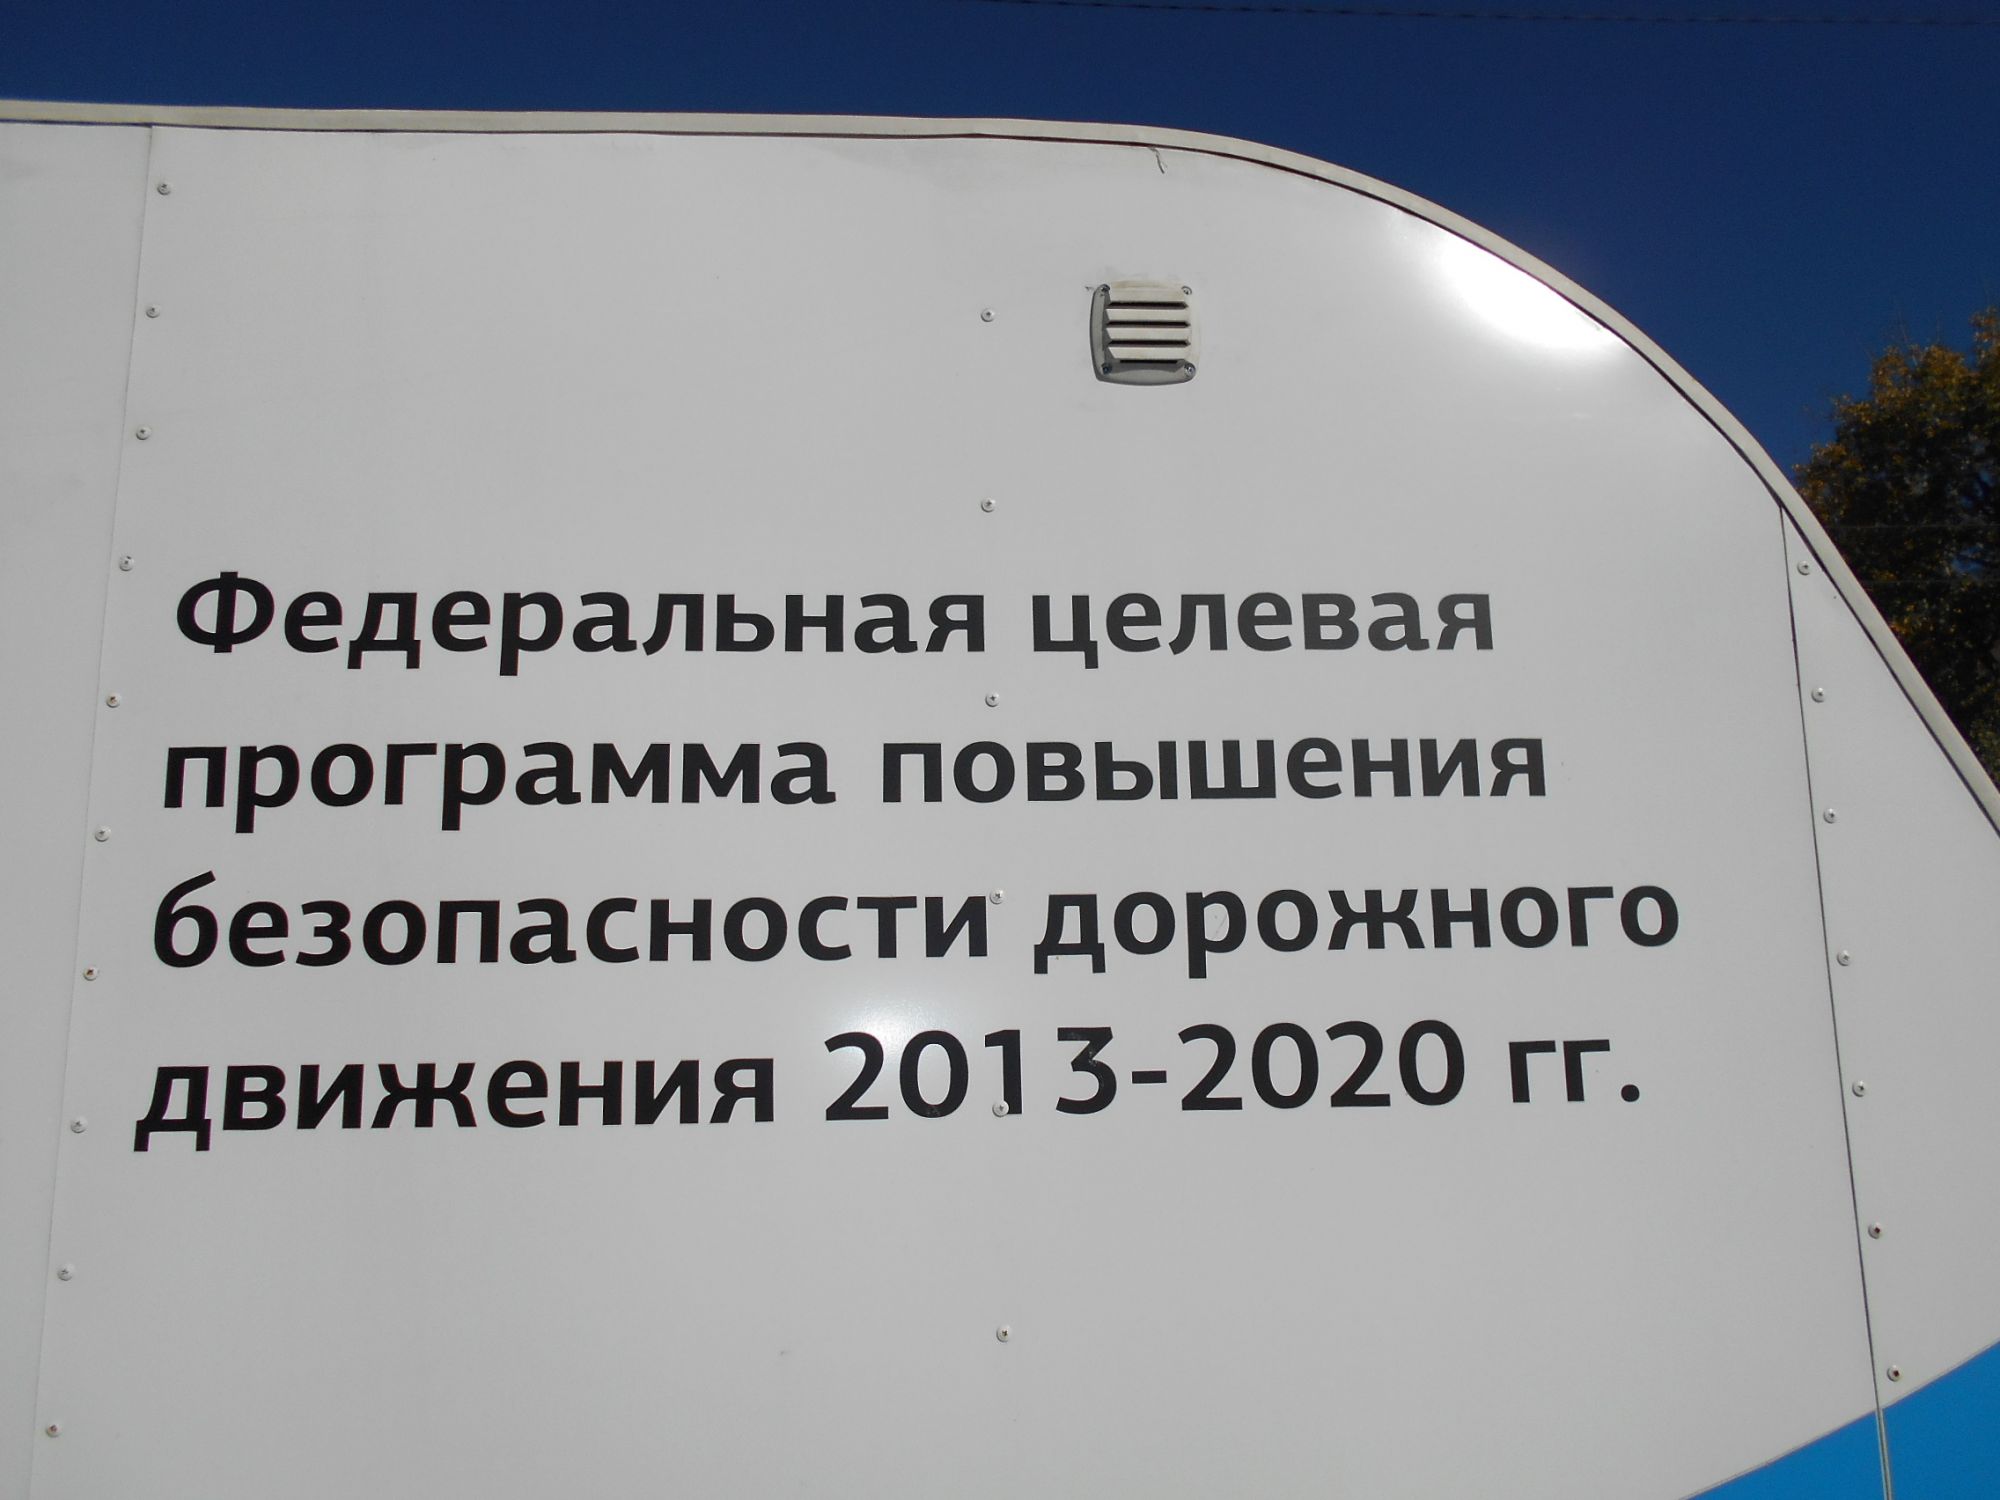 Федеральная целевая
программа повышения
безопасности дорожного
движения 2013-2020 гг.